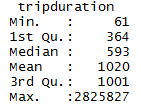 tripduration
Min.   :     61
1st Qu.:    364
Median :    593
Mean   :   1020
3rd Qu.:   1001
Max.   :2825827